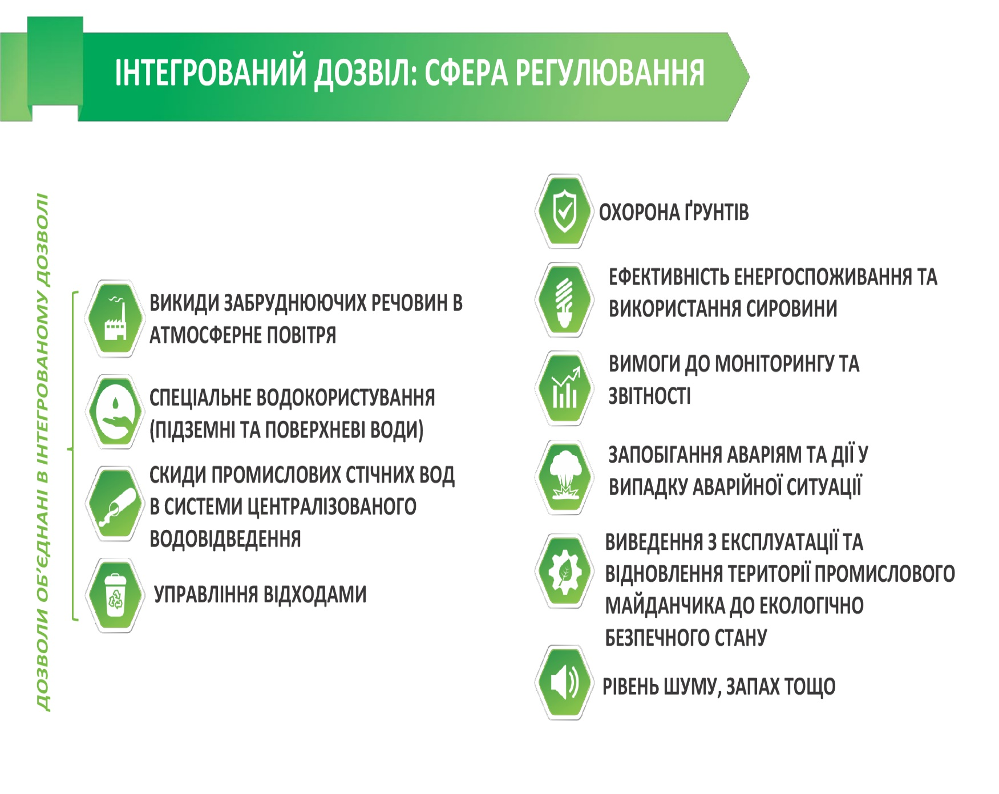 ІНТЕГРОВАНИЙ ДОЗВІЛ: СФЕРА РЕГУЛЮВАННЯ
ДОЗВОЛИ ОБ’ЄДНАНІ В ІНТЕГРОВАНОМУ ДОЗВОЛІ
ВИКИДИ ЗАБРУДНЮЮЧИХ РЕЧОВИН В
АТМОСФЕРНЕ ПОВІТРЯ
СПЕЦІАЛЬНЕ ВОДОКОРИСТУВАННЯ
(ПІДЗЕМНІ ТА ПОВЕРХНЕВІ ВОДИ)
СКИДИ ПРОМИСЛОВИХ СТІЧНИХ ВОД
В СИСТЕМИ ЦЕНТРАЛІЗОВАНОГО
ВОДОВІДВЕДЕННЯ
УПРАВЛІННЯ ВІДХОДАМИ
ОХОРОНА ҐРУНТІВ
ЕФЕКТИВНІСТЬ ЕНЕРГОСПОЖИВАННЯ ТА
ВИКОРИСТАННЯ СИРОВИНИ
ВИМОГИ ДО МОНІТОРИНГУ ТА
ЗВІТНОСТІ
ЗАПОБІГАННЯ АВАРІЯМ ТА ДІЇ У
ВИПАДКУ АВАРІЙНОЇ СИТУАЦІЇ
ВИВЕДЕННЯ З ЕКСПЛУАТАЦІЇ ТА
ВІДНОВЛЕННЯ ТЕРИТОРІЇ ПРОМИСЛОВОГО
МАЙДАНЧИКА ДО ЕКОЛОГІЧНО
БЕЗПЕЧНОГО СТАНУ
РІВЕНЬ ШУМУ, ЗАПАХ ТОЩО